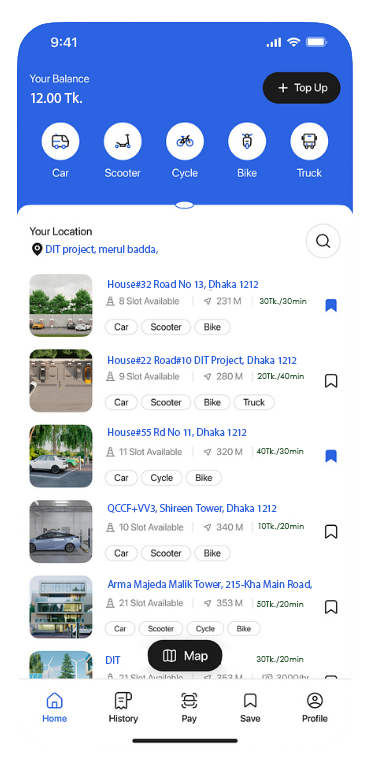 9:41
Your Balance
12.00 Tk.
+ Top Up
Car Scooter Cycle Bike Truck
Your Location
DIT project, merul badda,
House#32 Road No 13, Dhaka 1212
8 Slot Available 231 M 30Tk./30min
Car Scooter Bike
House#22 Road#10 DIT Project, Dhaka 1212
9 Slot Available 280 M 20Tk./40min
Car Scooter Bike Truck
House#55 Rd No 11, Dhaka 1212
11 Slot Available 320 M 40Tk./30min
Car Cycle Bike
QCCF+VV3, Shireen Tower, Dhaka 1212
10 Slot Available 340 M 10Tk./20min
Car Scooter Bike
Arma Majeda Malik Tower, 215-Kha Main Road,
21 Slot Available 353 M 50Tk./20min
Car Scooter Cycle Bike
DIT 30Tk./20min
Map
21 Slot Available 353 M 3000/hr
Home History Pay Save Profile